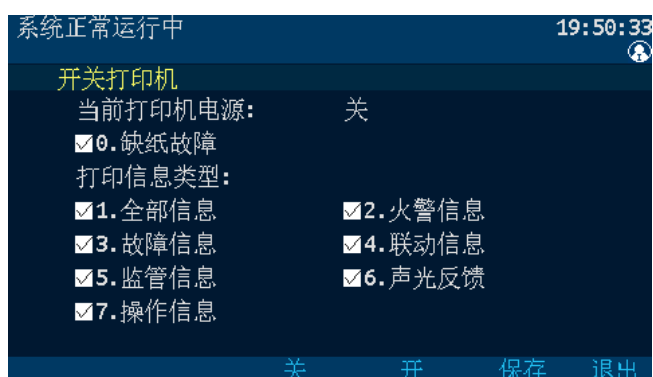 系统正常运行中 19:50:33
开关打印机
当前打印机电源: 关
0.缺纸故障
打印信息类型:
1.全部信息 2.火警信息
3.故障信息 4.联动信息
5.监管信息 6.声光反馈
7.操作信息
关 开 保存 退出